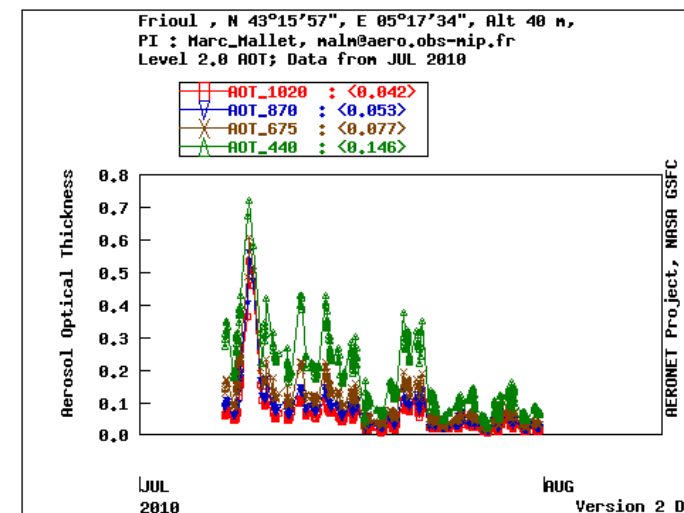 Frioul , N 43°15'57", E 05°17'34", Alt 40 m,
PI : Marc_Mallet, malm@aero.obs-mip.fr
Level 2.0 AOT; Data from JUL 2010
AOT_1020 : <0.042>
AOT_870 : <0.053>
AOT_675 : <0.077>
AOT_440 : <0.146>
Aerosol Optical Thickness
0.8
0.7
0.6
0.5
0.4
0.3
0.2
0.1
0.0
AERONET Project, NASA GSFC
JUL
2010
AUG
Version 2 D